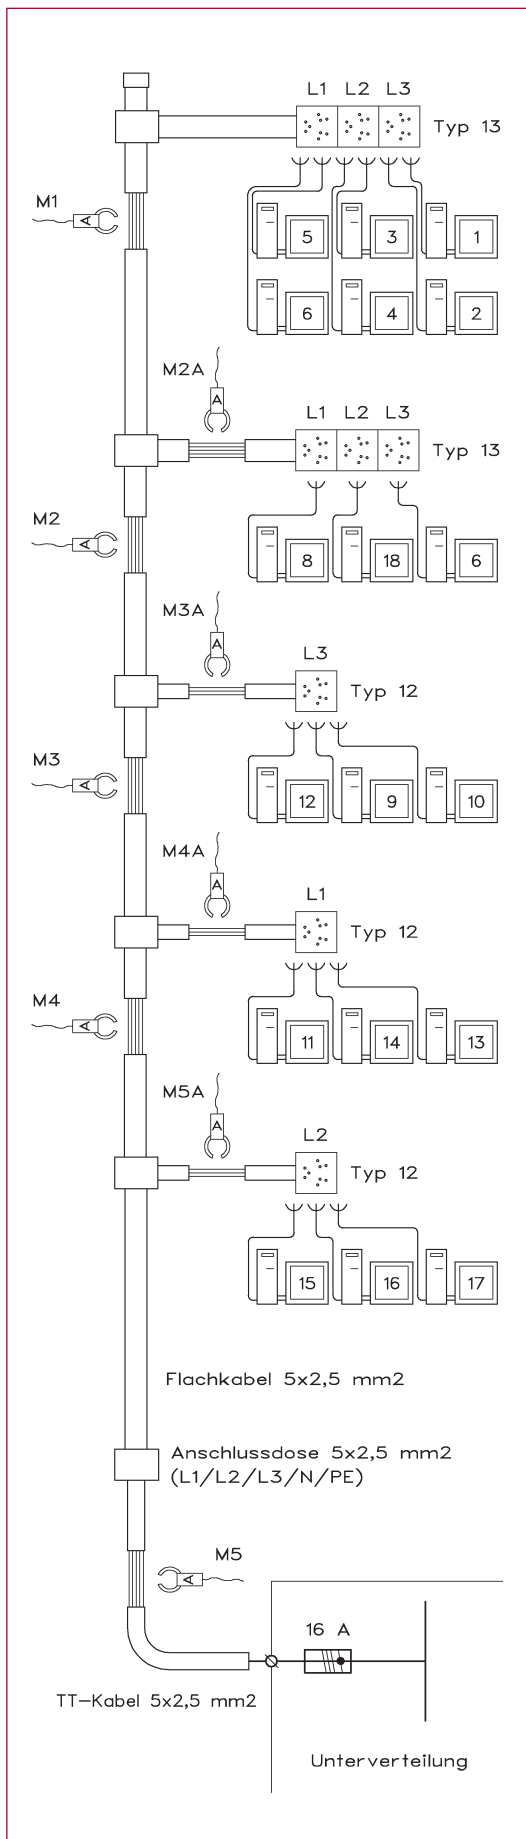 L1 L2 L3
Typ 13
M1
A
5 3 1
6 4 2
M2A
A
L1 L2 L3
Typ 13
M2
A
8 18 6
M3A
A
L3
Typ 12
M3
A
12 9 10
M4A
A
L1
Typ 12
M4
A
11 14 13
M5A
A
L2
Typ 12
15 16 17
Flachkabel 5x2,5 mm2
Anschlussdose 5x2,5 mm2
(L1/L2/L3/N/PE)
M5
A
16 A
TT-Kabel 5x2,5 mm2
Unterverteilung